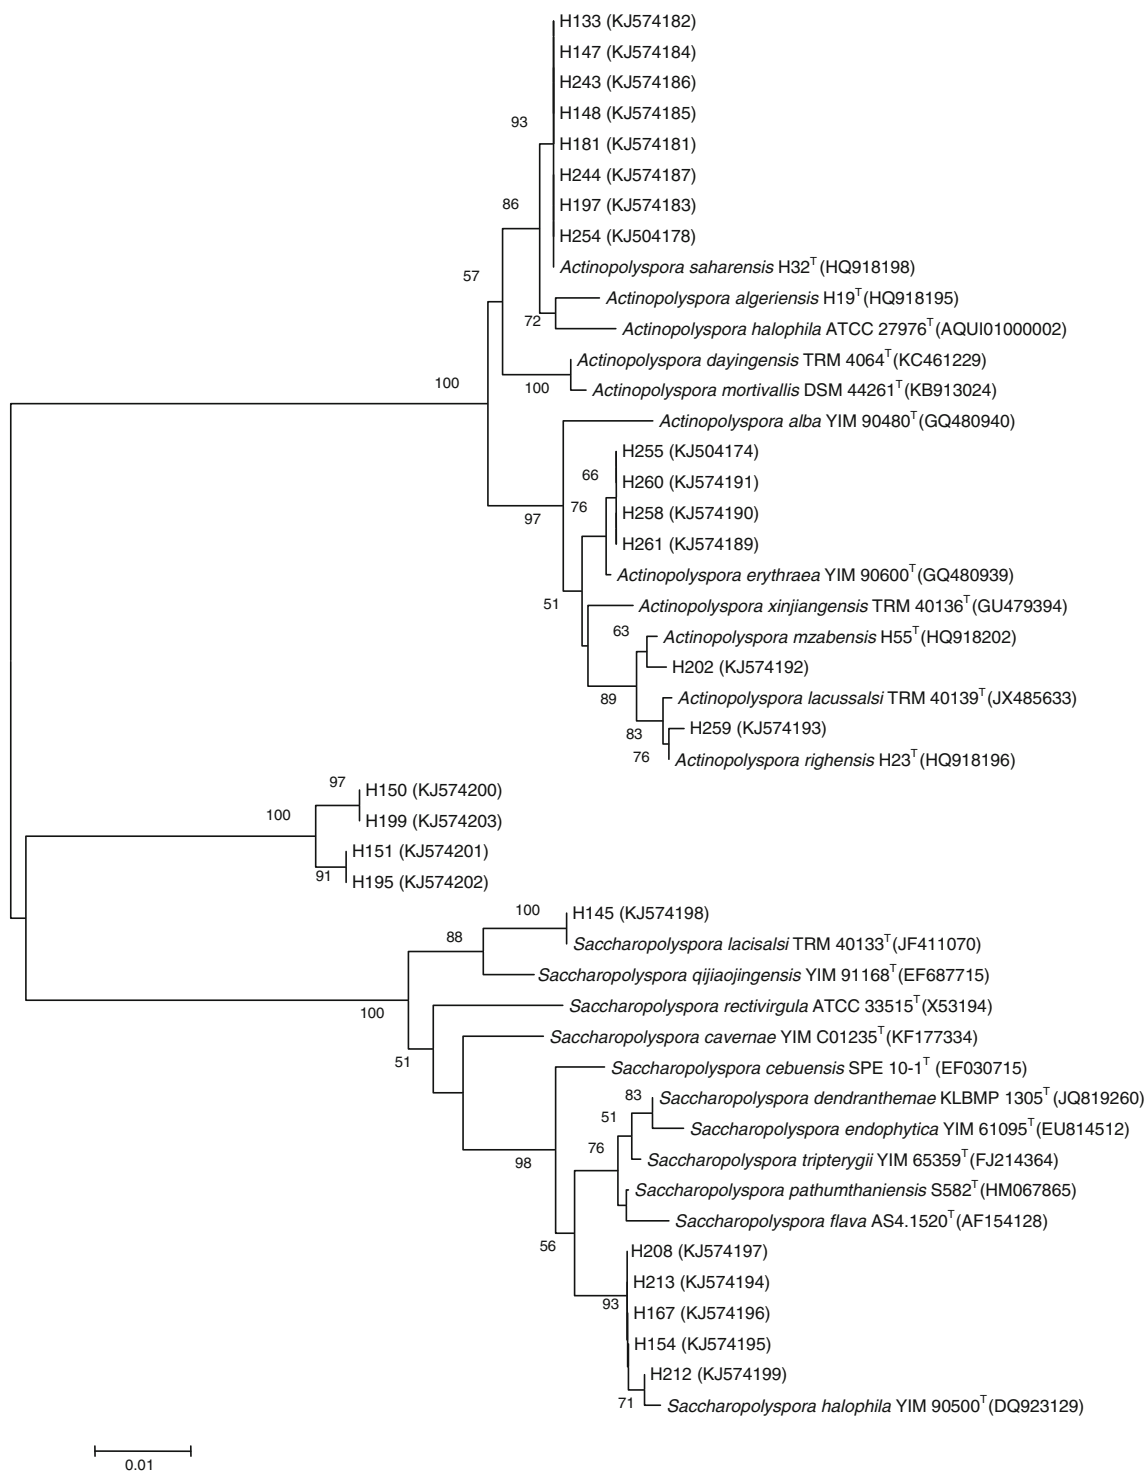 H133 (KJ574182)
H147 (KJ574184)
H243 (KJ574186)
H148 (KJ574185)
93
H181 (KJ574181)
H244 (KJ574187)
H197 (KJ574183)
86
H254 (KJ504178)
Actinopolyspora saharensis H32T(HQ918198)
57
Actinopolyspora algeriensis H19T(HQ918195)
72
Actinopolyspora halophila ATCC 27976T(AQUI01000002)
Actinopolyspora dayingensis TRM 4064T(KC461229)
100
100
Actinopolyspora mortivallis DSM 44261T(KB913024)
Actinopolyspora alba YIM 90480T(GQ480940)
H255 (KJ504174)
66
H260 (KJ574191)
76
97
H258 (KJ574190)
H261 (KJ574189)
Actinopolyspora erythraea YIM 90600T(GQ480939)
51
Actinopolyspora xinjiangensis TRM 40136T(GU479394)
63
Actinopolyspora mzabensis H55T(HQ918202)
H202 (KJ574192)
89
Actinopolyspora lacussalsi TRM 40139T(JX485633)
83
H259 (KJ574193)
76
Actinopolyspora righensis H23T(HQ918196)
97
H150 (KJ574200)
100
H199 (KJ574203)
H151 (KJ574201)
91
H195 (KJ574202)
100
H145 (KJ574198)
88
Saccharopolyspora lacisalsi TRM 40133T(JF411070)
Saccharopolyspora qijiaojingensis YIM 91168T(EF687715)
100
Saccharopolyspora rectivirgula ATCC 33515T(X53194)
51
Saccharopolyspora cavernae YIM C01235T(KF177334)
Saccharopolyspora cebuensis SPE 10-1T (EF030715)
83
Saccharopolyspora dendranthemae KLBMP 1305T(JQ819260)
51
Saccharopolyspora endophytica YIM 61095T(EU814512)
76
98
Saccharopolyspora tripterygii YIM 65359T(FJ214364)
Saccharopolyspora pathumthaniensis S582T(HM067865)
Saccharopolyspora flava AS4.1520T(AF154128)
56
H208 (KJ574197)
H213 (KJ574194)
93
H167 (KJ574196)
H154 (KJ574195)
H212 (KJ574199)
71
Saccharopolyspora halophila YIM 90500T(DQ923129)
0.01